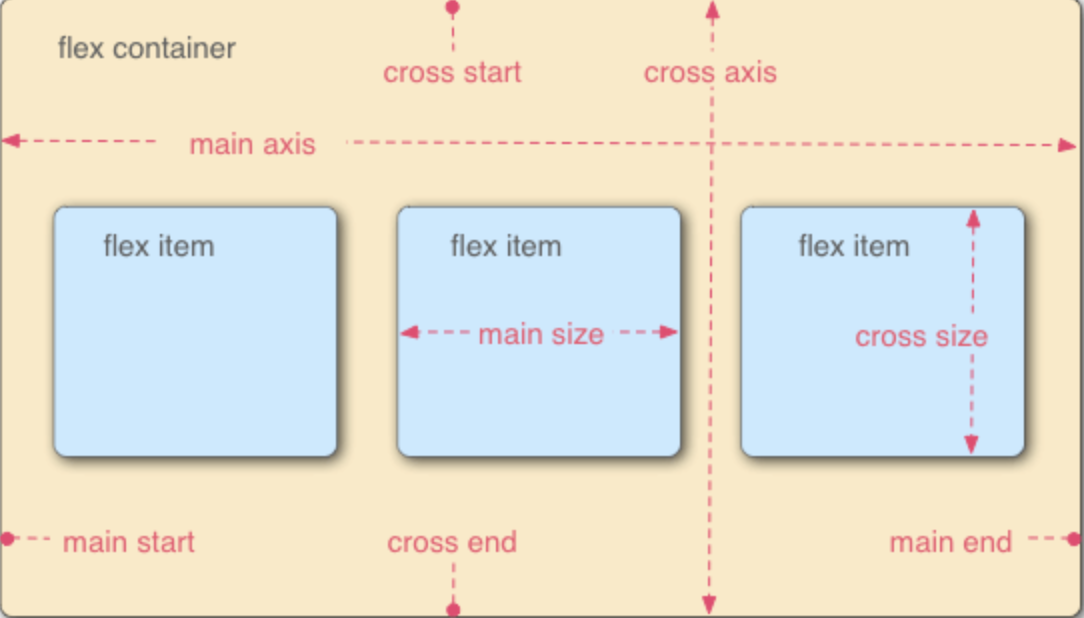 flex container
cross start
cross axis
main axis
flex item
flex item
flex item
main size
cross size
main start
cross end
main end